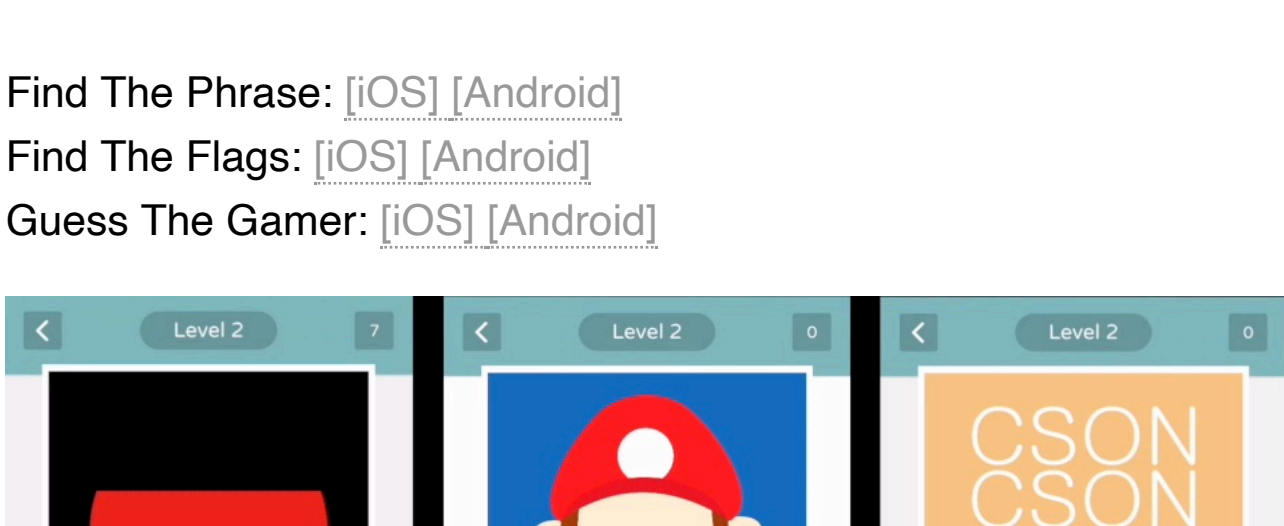 Find The Phrase: [iOS] [Android]
Find The Flags: [iOS] [Android]
Guess The Gamer: [iOS] [Android]
Level 2 7 Level 2 0 Level 2 0
CSON
CSON